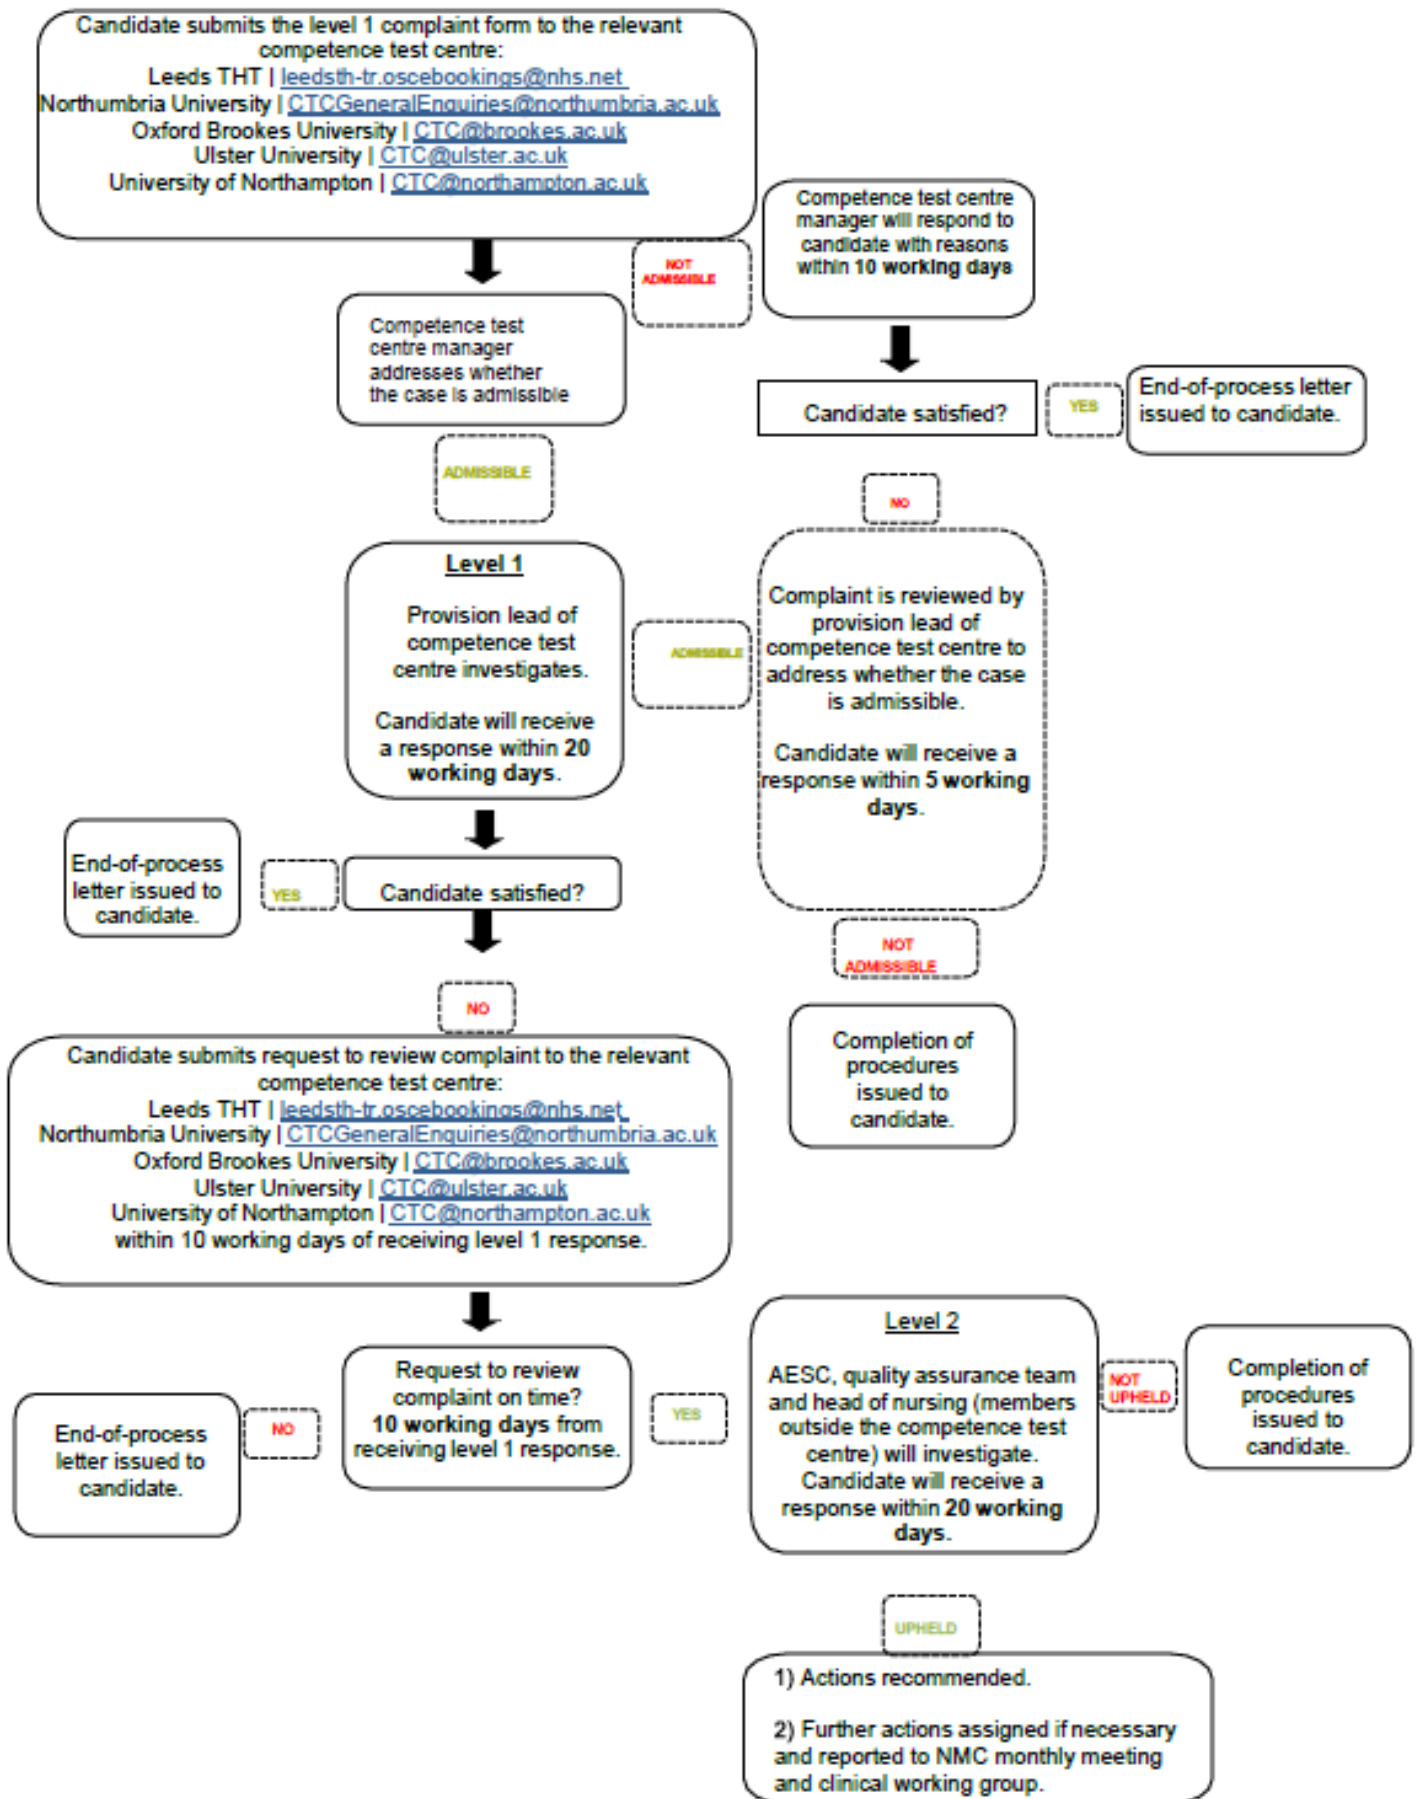 Candidate submits the level 1 complaint form to the relevant
competence test centre:
Leeds THT | leedsth-tr.oscebookings@nhs.net
Northumbria University | CTCGeneralEnquiries@northumbria.ac.uk
Oxford Brookes University | CTC@brookes.ac.uk
Ulster University | CTC@ulster.ac.uk
University of Northampton | CTC@northampton.ac.uk
NOT
ADMISSIBLE
Competence test centre
manager will respond to
candidate with reasons
within 10 working days
Competence test
centre manager
addresses whether
the case is admissible
Candidate satisfied?
YES
End-of-process letter
issued to candidate.
ADMISSIBLE
NO
Level 1
Provision lead of
competence test
centre investigates.
Candidate will receive
a response within 20
working days.
ADMISSIBLE
Complaint is reviewed by
provision lead of
competence test centre to
address whether the case
is admissible.
Candidate will receive a
response within 5 working
days.
End-of-process
letter issued to
candidate.
YES
Candidate satisfied?
NOT
ADMISSIBLE
NO
Completion of
procedures
issued to
candidate.
Candidate submits request to review complaint to the relevant
competence test centre:
Leeds THT | leedsth-tr.oscebookings@nhs.net
Northumbria University | CTCGeneralEnquiries@northumbria.ac.uk
Oxford Brookes University | CTC@brookes.ac.uk
Ulster University | CTC@ulster.ac.uk
University of Northampton | CTC@northampton.ac.uk
within 10 working days of receiving level 1 response.
End-of-process
letter issued to
candidate.
NO
Request to review
complaint on time?
10 working days from
receiving level 1 response.
YES
Level 2
AESC, quality assurance team
and head of nursing (members
outside the competence test
centre) will investigate.
Candidate will receive a
response within 20 working
days.
NOT
UPHELD
Completion of
procedures
issued to
candidate.
UPHELD
1) Actions recommended.
2) Further actions assigned if necessary
and reported to NMC monthly meeting
and clinical working group.